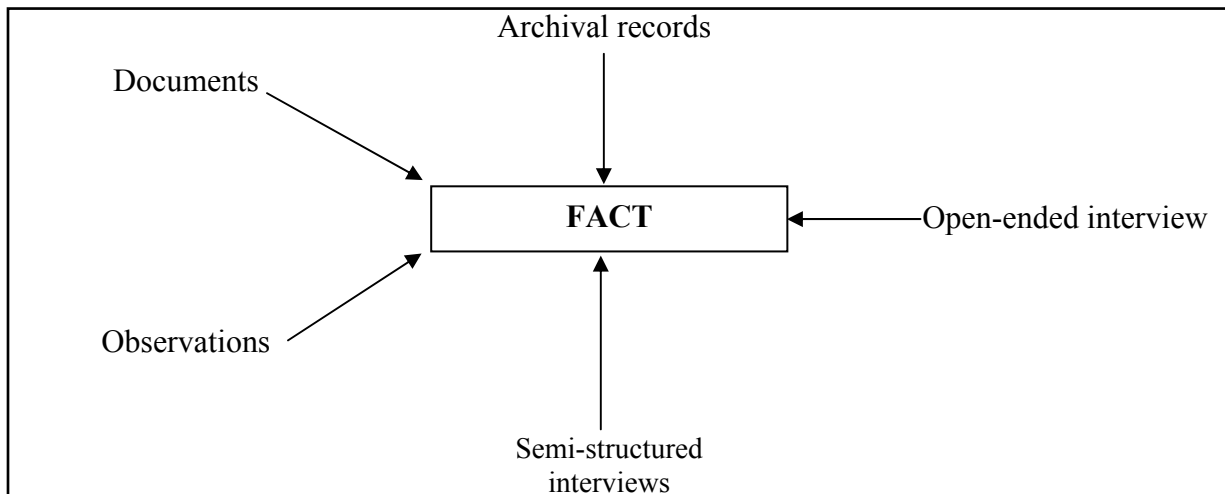 Archival records
Documents
FACT
Open-ended interview
Observations
Semi-structured
interviews